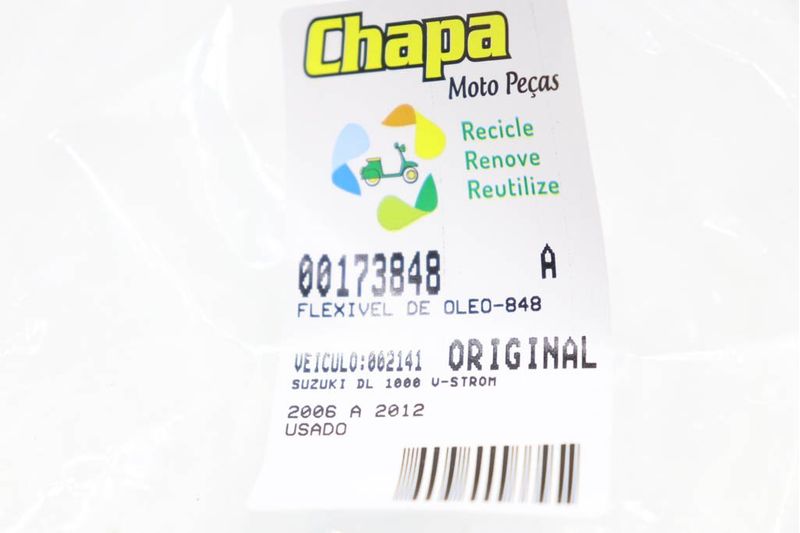 Chapa
Moto Peças
Recicle
Renove
Reutilize
00173848 A
FLEXIVEL DE OLEO-848
VEICULO:002141 ORIGINAL
SUZUKI DL 1000 V-STROM
2006 A 2012
USADO